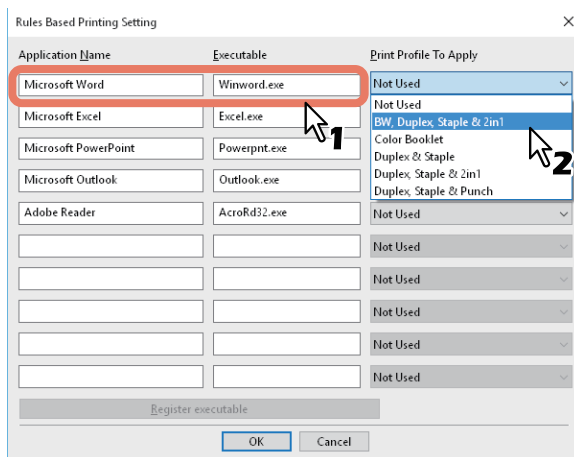 Rules Based Printing Setting
Application Name Executable Print Profile To Apply
Microsoft Word Winword.exe Not Used
Not Used
Microsoft Excel Excel.exe BW, Duplex, Staple & 2in1
1
Color Booklet
Microsoft PowerPoint Powerpnt.exe Duplex & Staple
2
Microsoft Outlook Outlook.exe Duplex, Staple & 2in1
Duplex, Staple & Punch
Adobe Reader AcroRd32.exe Not Used
Not Used
Not Used
Not Used
Not Used
Not Used
Register executable
OK Cancel